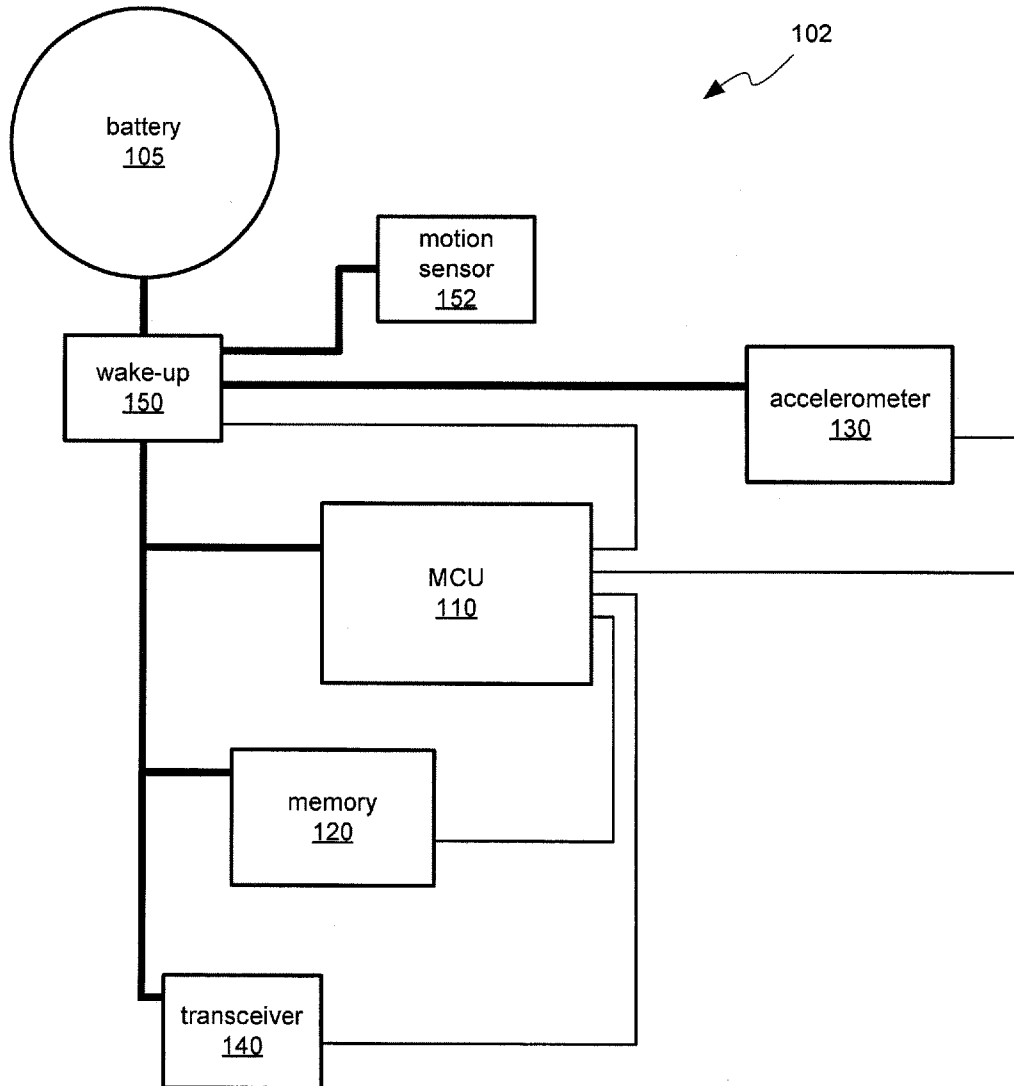 102
battery
105
motion
sensor
152
wake-up
150
accelerometer
130
MCU
110
memory
120
transceiver
140